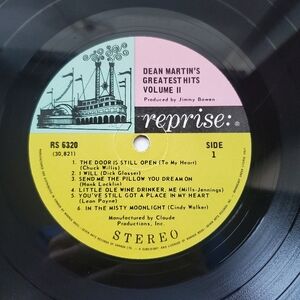 DEAN MARTIN'S
GREATEST HITS
VOLUME II
Produced by Jimmy Bowen
reprise:
RS 6320
(30,821)
SIDE
1
1. THE DOOR IS STILL OPEN (To My Heart)
(Chuck Willis)
2. I WILL (Dick Glasser)
3. SEND ME THE PILLOW YOU DREAM ON
(Hank Locklin)
4. LITTLE OLE WINE DRINKER, ME (Mills-Jennings)
5. YOU'VE STILL GOT A PLACE IN MY HEART
(Leon Payne)
6. IN THE MISTY MOONLIGHT (Cindy Walker)
Manufactured by Claude
Productions, Inc.
STEREO